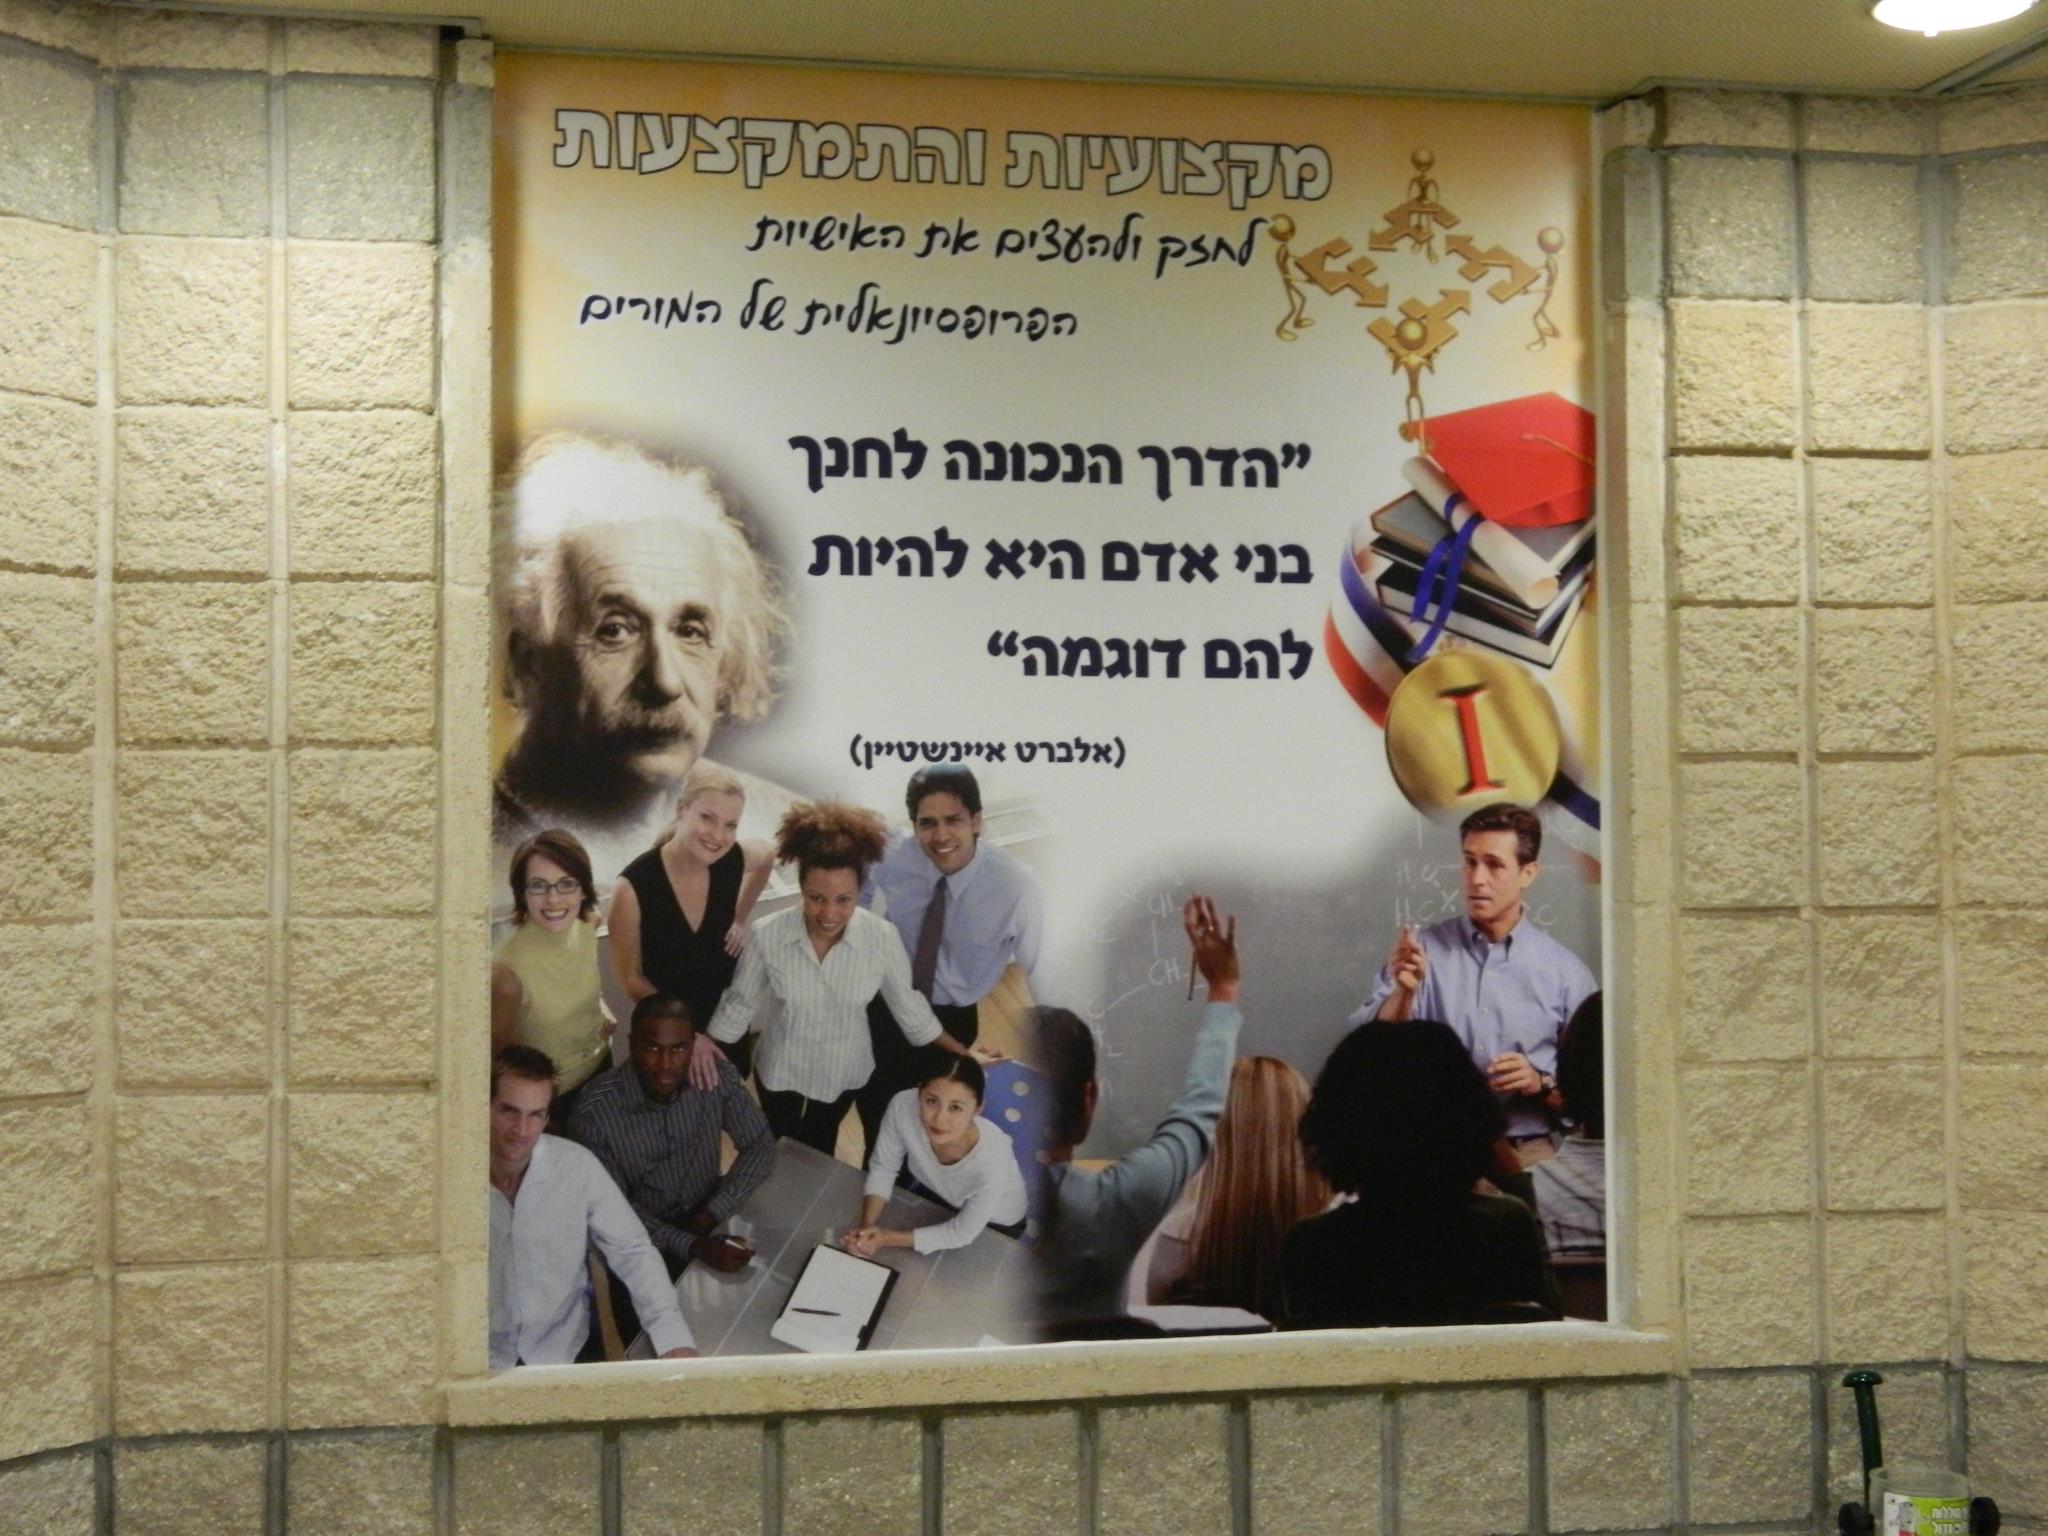 מקצועיות והתמקצעות
לחזק ולהעצים את האישיות
הפרופסיונאלית של המורים
”הדרך הנכונה לחנך
בני אדם היא להיות
להם דוגמה“
(אלברט איינשטיין)
I